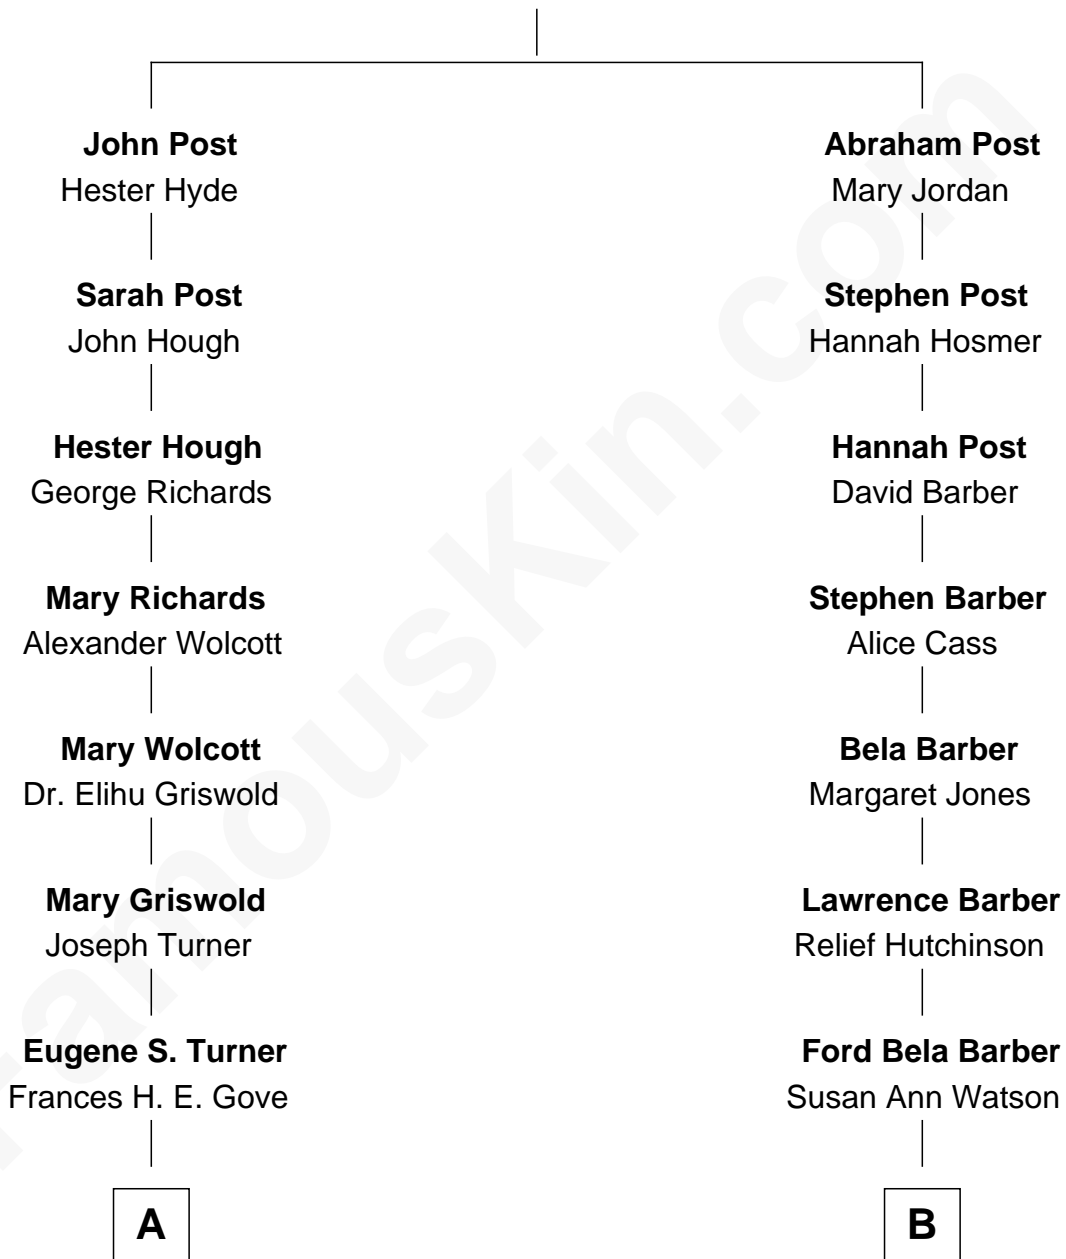 John Post
Hester Hyde
Sarah Post
John Hough
Hester Hough
George Richards
Mary Richards
Alexander Wolcott
Mary Wolcott
Dr. Elihu Griswold
Mary Griswold
Joseph Turner
Eugene S. Turner
Frances H. E. Gove
A
Abraham Post
Mary Jordan
Stephen Post
Hannah Hosmer
Hannah Post
David Barber
Stephen Barber
Alice Cass
Bela Barber
Margaret Jones
Lawrence Barber
Relief Hutchinson
Ford Bela Barber
Susan Ann Watson
B
FamousKin.com